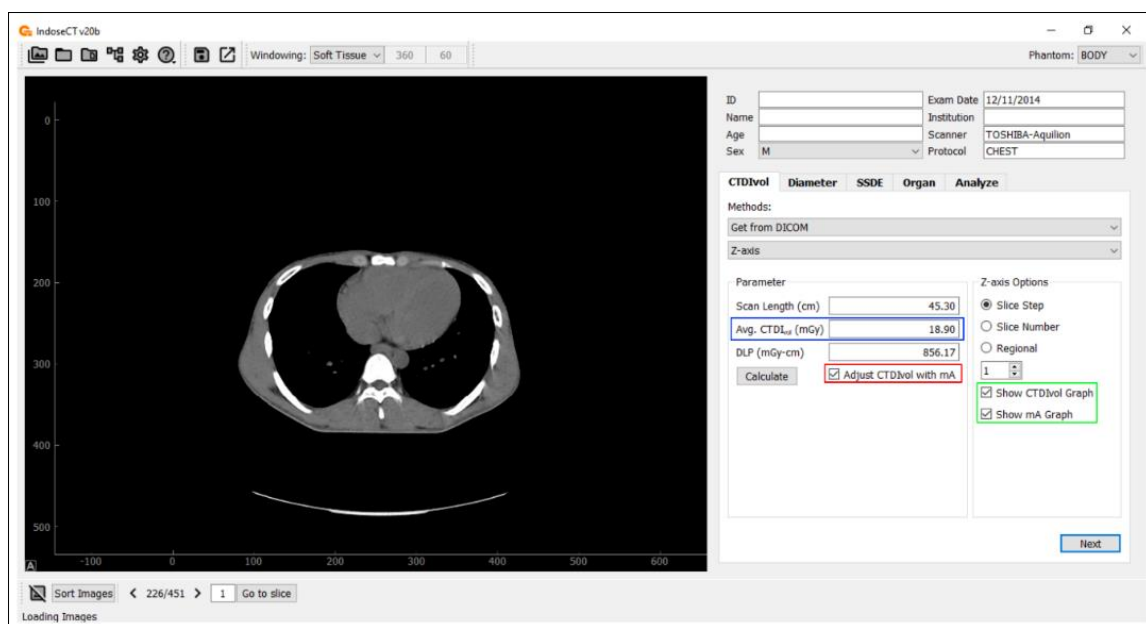 IndoseCT v20b
Windowing: Soft Tissue 360 60 Phantom: BODY
ID Exam Date 12/11/2014
Name Institution
Age Scanner TOSHIBA-Aquilion
Sex M Protocol CHEST
CTDIvol Diameter SSDE Organ Analyze
Methods:
Get from DICOM
Z-axis
Parameter
Scan Length (cm) 45.30
Avg. CTDIvol (mGy) 18.90
DLP (mGy-cm) 856.17
Calculate Adjust CTDIvol with mA
Z-axis Options
Slice Step
Slice Number
Regional
1
Show CTDIvol Graph
Show mA Graph
Next
0
100
200
300
400
500
A -100 0 100 200 300 400 500 600
Sort Images < 226/451 > 1 Go to slice
Loading Images